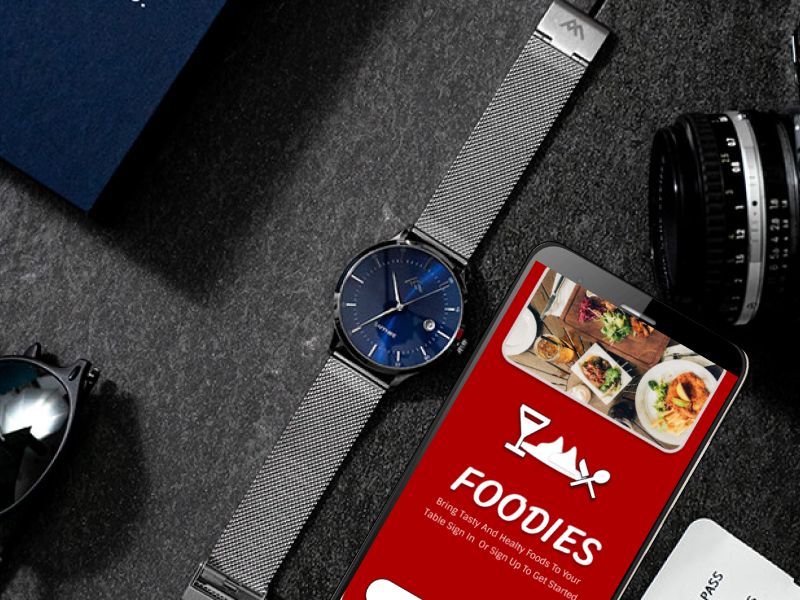 FOODIES
Bring Tasty And Healty Foods To Your
Table Sign In Or Sign Up To Get Started
PASS